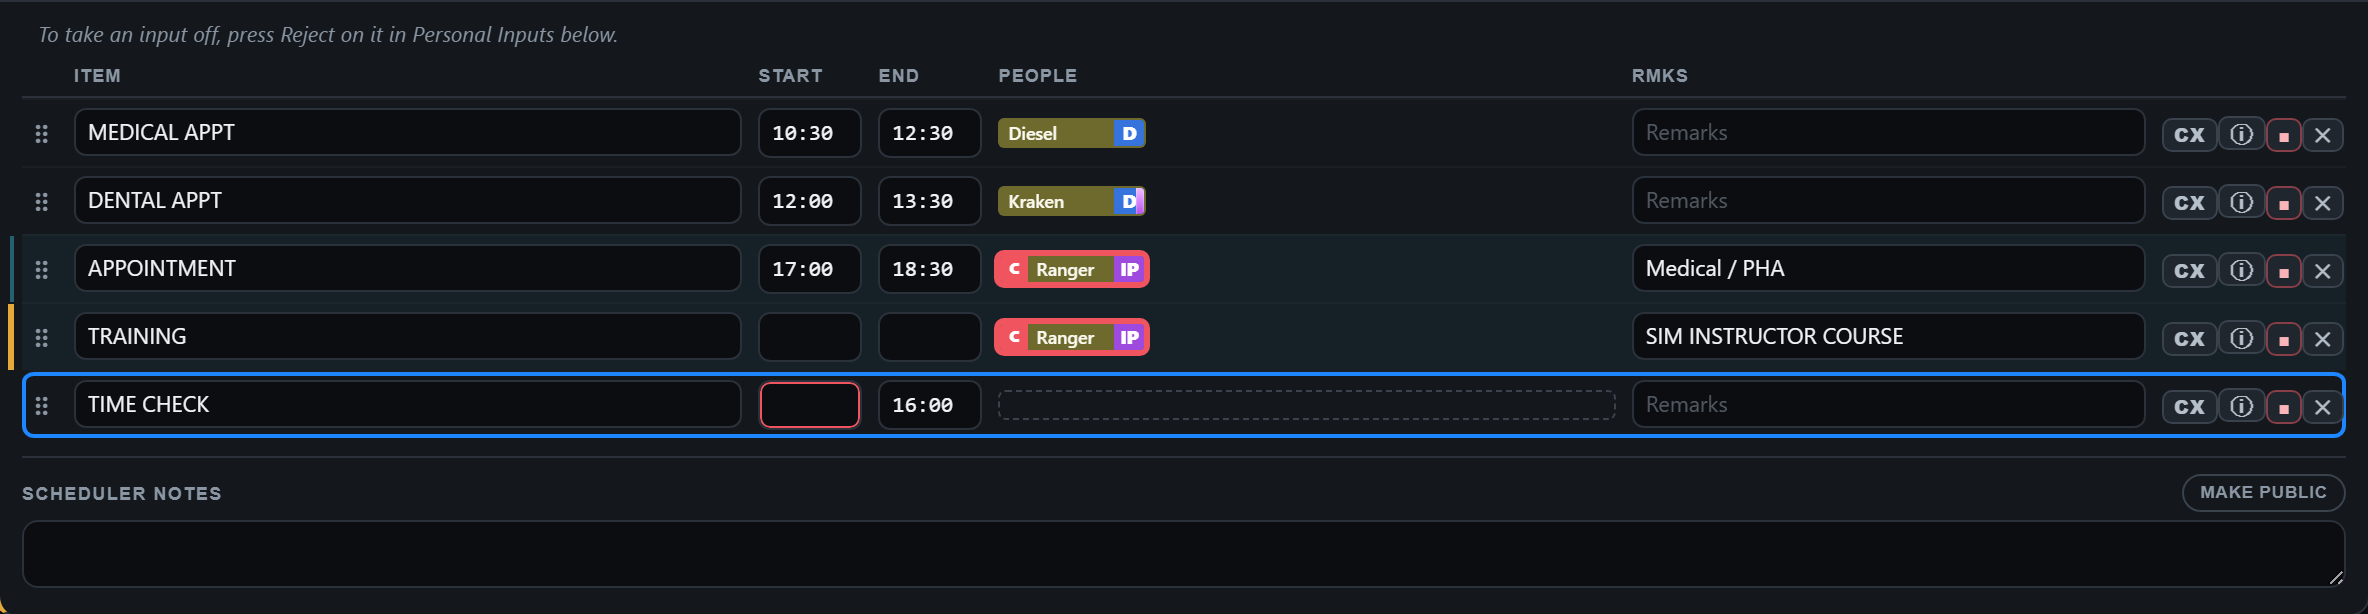 To take an input off, press Reject on it in Personal Inputs below.
ITEM START END PEOPLE RMKS
MEDICAL APPT 10:30 12:30 Diesel D Remarks CX
DENTAL APPT 12:00 13:30 Kraken D Remarks CX
APPOINTMENT 17:00 18:30 C Ranger IP Medical / PHA CX
TRAINING C Ranger IP SIM INSTRUCTOR COURSE CX
TIME CHECK 16:00 Remarks CX
SCHEDULER NOTES MAKE PUBLIC